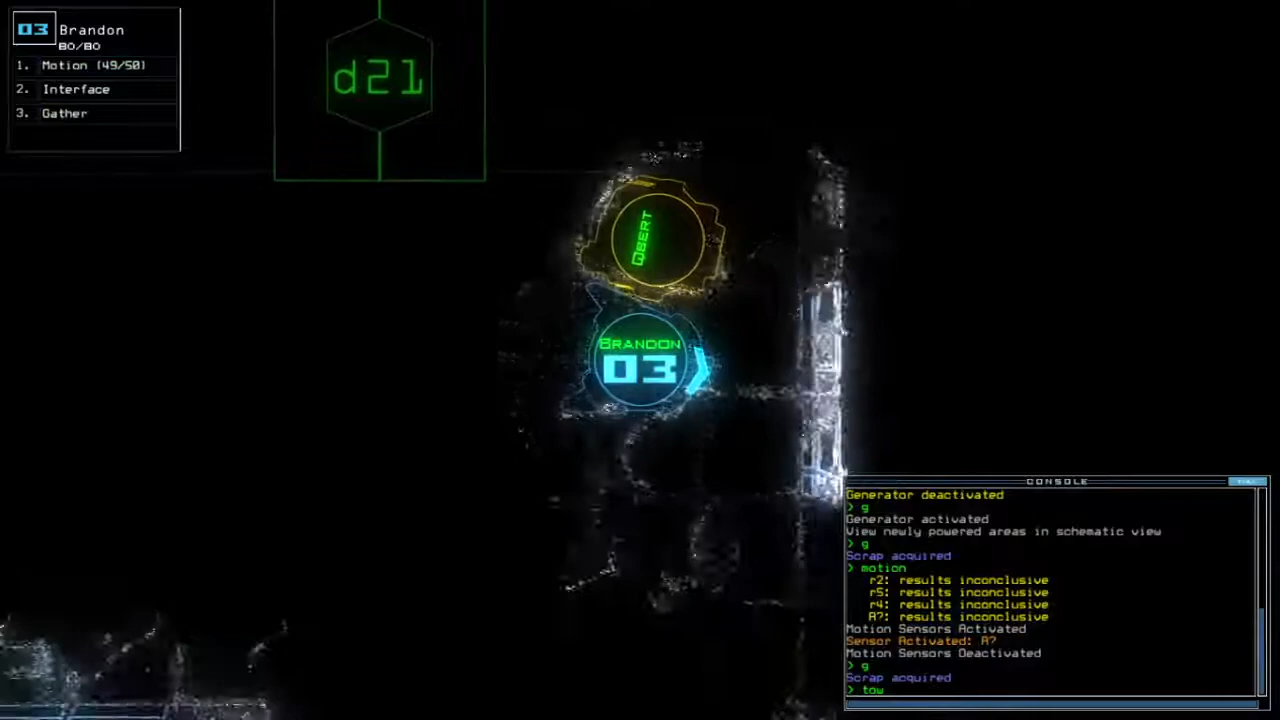 03 Brandon
80/80
1. Motion (49/50)
2. Interface
3. Gather
d21
QBERT
BRANDON
03
CONSOLE
Generator deactivated
> g
Generator activated
View newly powered areas in schematic view
> g
Scrap acquired
> motion
r2: results inconclusive
r5: results inconclusive
r4: results inconclusive
A?: results inconclusive
Motion Sensors Activated
Sensor Activated: A?
Motion Sensors Deactivated
> g
Scrap acquired
> tow